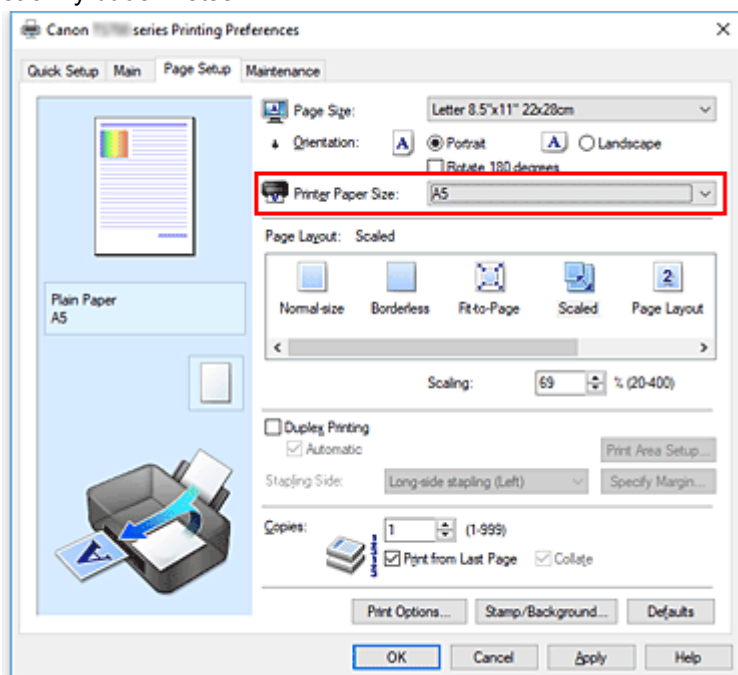 Canon series Printing Preferences
Quick Setup Main Page Setup Maintenance
Page Size: Letter 8.5"x11" 22x28cm
Orientation: A Portrait A Landscape
Rotate 180 degrees
Printer Paper Size: A5
Page Layout: Scaled
Plain Paper
A5
Normal-size Borderless Fit-to-Page Scaled Page Layout
Scaling: 69 % (20-400)
Duplex Printing
Automatic
Print Area Setup...
Stapling Side: Long-side stapling (Left) Specify Margin...
Copies: 1 (1-999)
Print from Last Page Collate
Print Options... Stamp/Background... Defaults
OK Cancel Apply Help